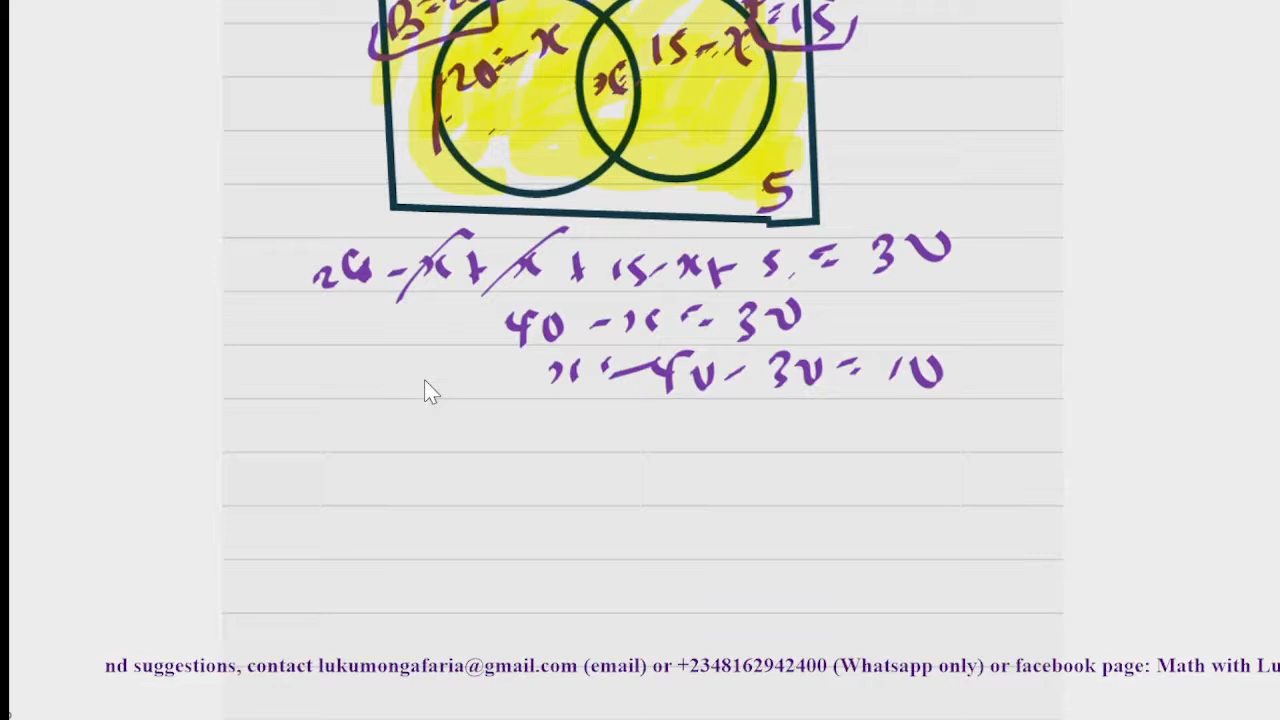 = 15
20 - x
x
15 - x
5
20 - x + x + 15 - x + 5 = 30
40 - x = 30
x = 40 - 30 = 10
nd suggestions, contact lukumongafaria@gmail.com (email) or +2348162942400 (Whatsapp only) or facebook page: Math with Lu